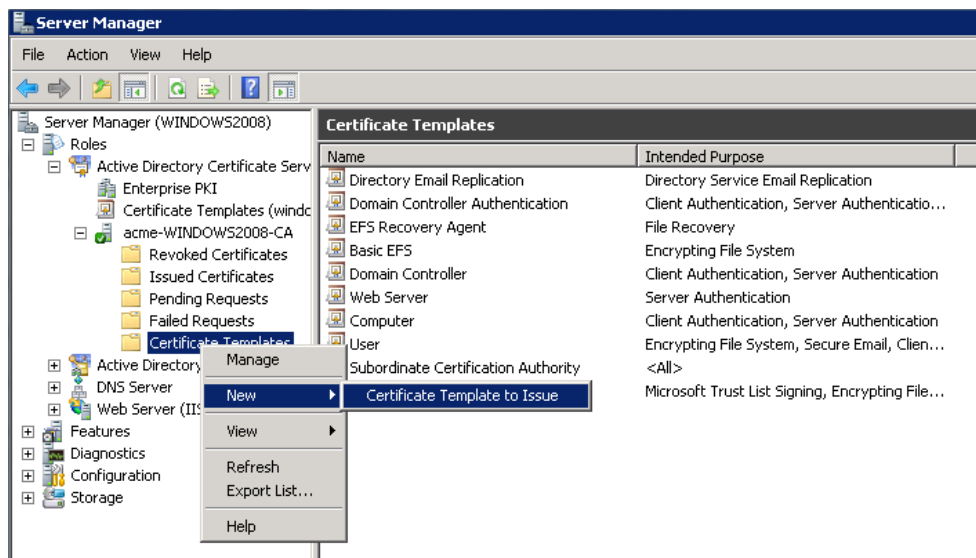 Server Manager
File Action View Help
Server Manager (WINDOWS2008)
Roles
Active Directory Certificate Serv
Enterprise PKI
Certificate Templates (windo
acme-WINDOWS2008-CA
Revoked Certificates
Issued Certificates
Pending Requests
Failed Requests
Certificate Templates
Active Directory
DNS Server
Web Server (IIS
Features
Diagnostics
Configuration
Storage
Manage
New
View
Refresh
Export List...
Help
Certificate Template to Issue
Certificate Templates
Name Intended Purpose
Directory Email Replication Directory Service Email Replication
Domain Controller Authentication Client Authentication, Server Authenticatio...
EFS Recovery Agent File Recovery
Basic EFS Encrypting File System
Domain Controller Client Authentication, Server Authentication
Web Server Server Authentication
Computer Client Authentication, Server Authentication
User Encrypting File System, Secure Email, Clien...
Subordinate Certification Authority <All>
Microsoft Trust List Signing, Encrypting File...